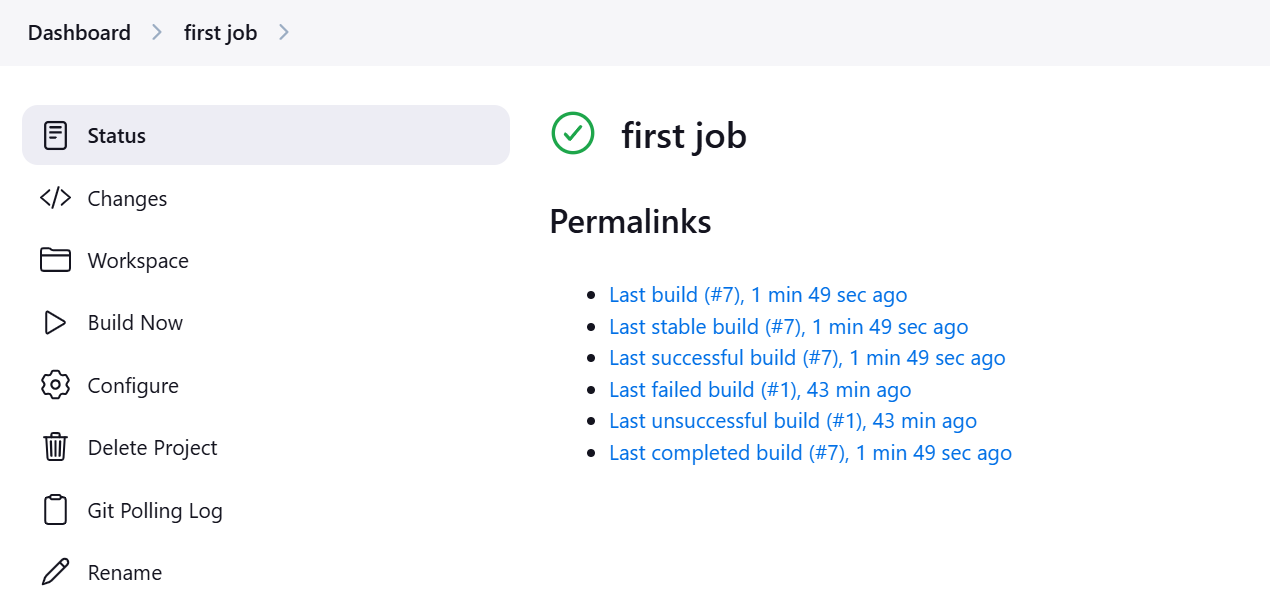 Dashboard > first job >
Status
Changes
Workspace
Build Now
Configure
Delete Project
Git Polling Log
Rename
first job
Permalinks
Last build (#7), 1 min 49 sec ago
Last stable build (#7), 1 min 49 sec ago
Last successful build (#7), 1 min 49 sec ago
Last failed build (#1), 43 min ago
Last unsuccessful build (#1), 43 min ago
Last completed build (#7), 1 min 49 sec ago